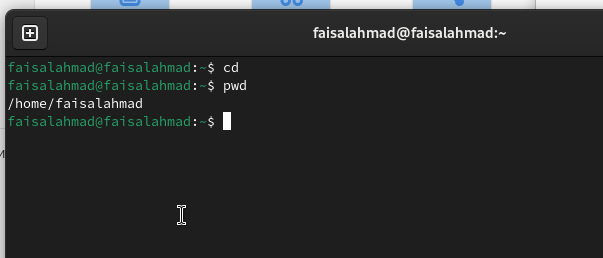 faisalahmad@faisalahmad:~
faisalahmad@faisalahmad:~$ cd
faisalahmad@faisalahmad:~$ pwd
/home/faisalahmad
faisalahmad@faisalahmad:~$